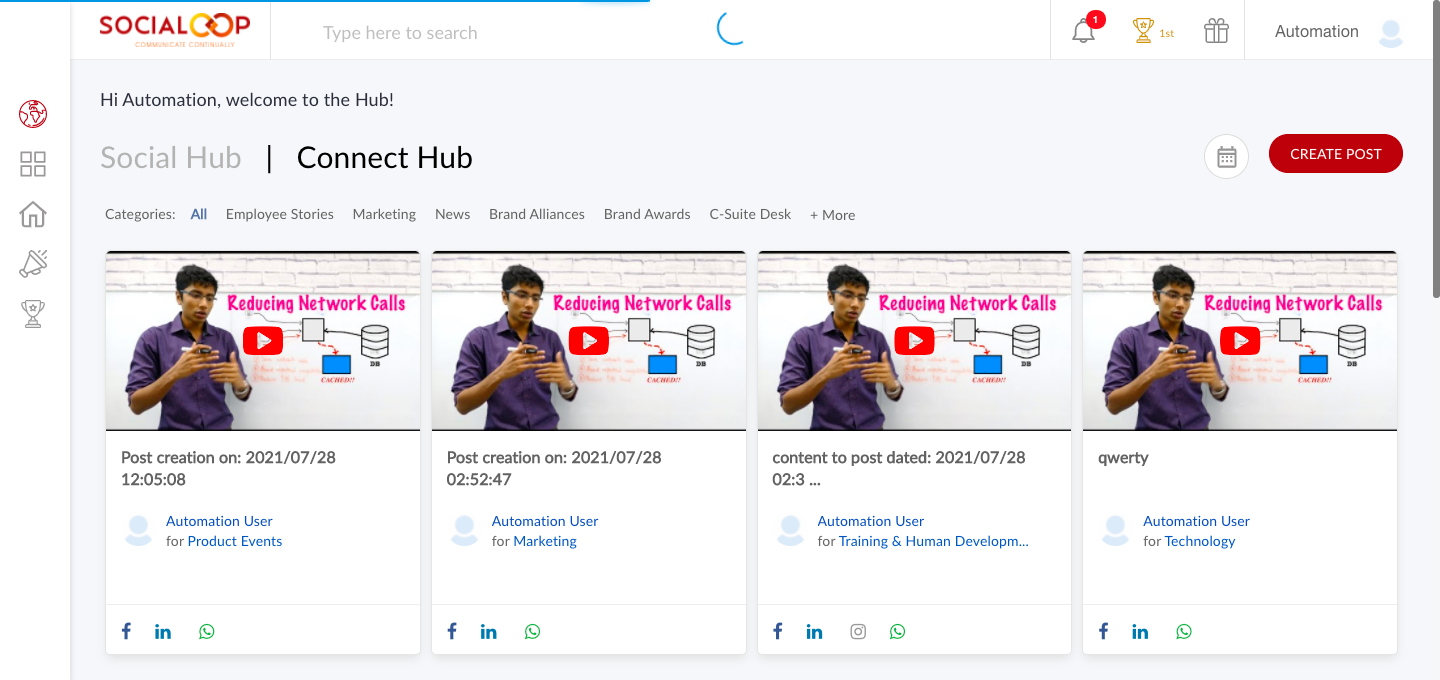 SOCIALOOP
COMMUNICATE CONTINUALLY
Type here to search
1
1st
Automation
Hi Automation, welcome to the Hub!
Social Hub | Connect Hub
CREATE POST
Categories: All Employee Stories Marketing News Brand Alliances Brand Awards C-Suite Desk + More
Reducing Network Calls
DB
CACHED!!
Reducing Network Calls
DB
CACHED!!
Reducing Network Calls
DB
CACHED!!
Reducing Network Calls
DB
CACHED!!
Post creation on: 2021/07/28
12:05:08
Automation User
for Product Events
Post creation on: 2021/07/28
02:52:47
Automation User
for Marketing
content to post dated: 2021/07/28
02:3 ...
Automation User
for Training & Human Developm...
qwerty
Automation User
for Technology